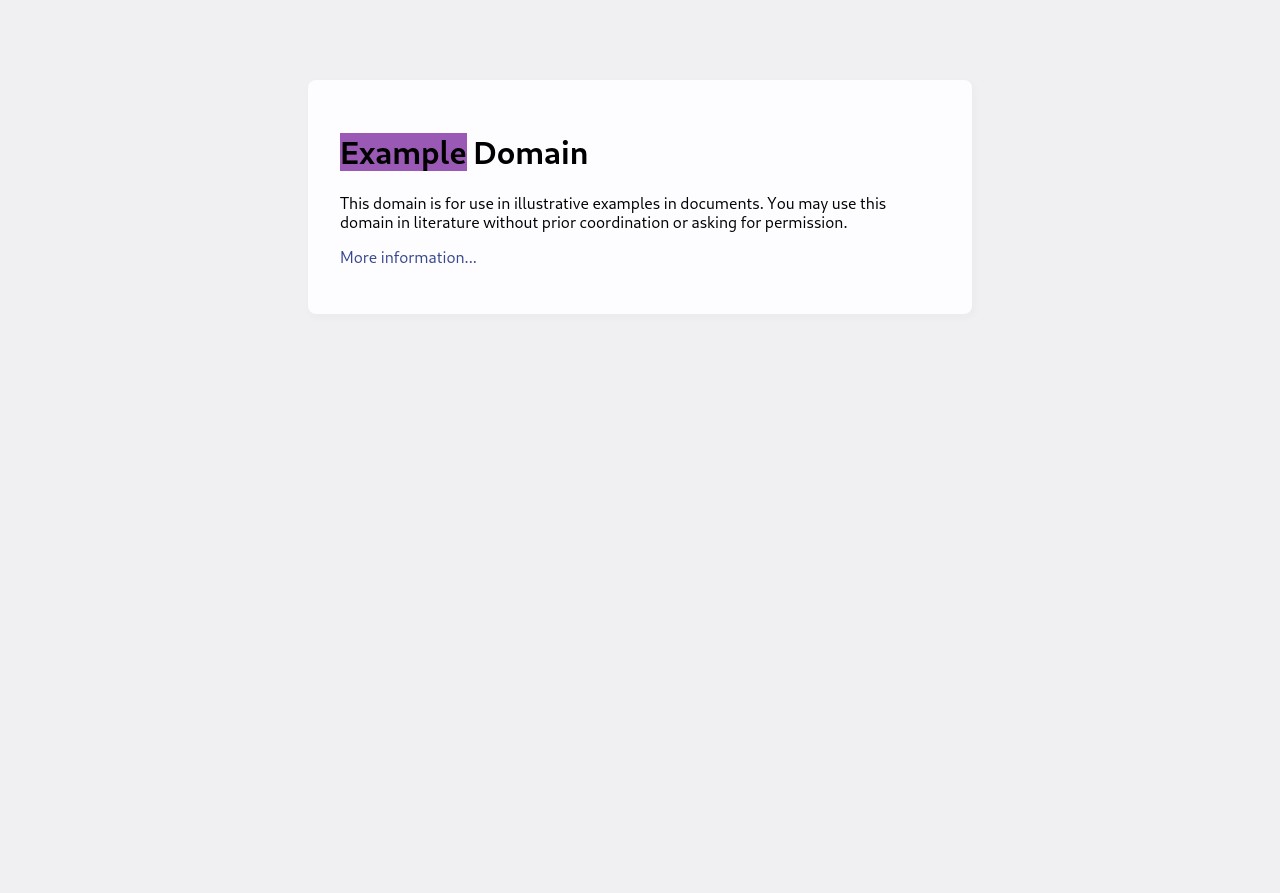 Example Domain
This domain is for use in illustrative examples in documents. You may use this
domain in literature without prior coordination or asking for permission.
More information...